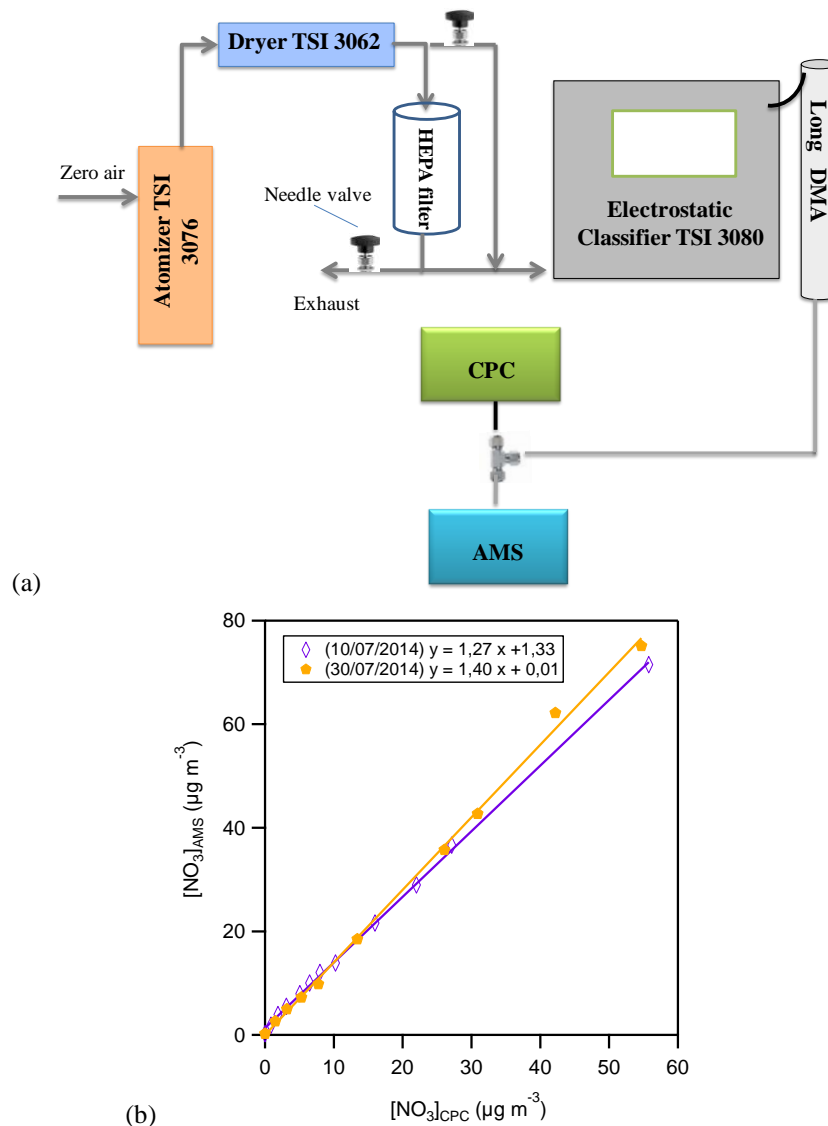 Dryer TSI 3062
Zero air
Atomizer TSI
3076
HEPA filter
Needle valve
Exhaust
Electrostatic
Classifier TSI 3080
Long DMA
CPC
AMS
(a)
80
60
40
20
0
[NO3]AMS (µg m-3)
(10/07/2014) y = 1,27 x +1,33
(30/07/2014) y = 1,40 x + 0,01
0 10 20 30 40 50 60
[NO3]CPC (µg m-3)
(b)